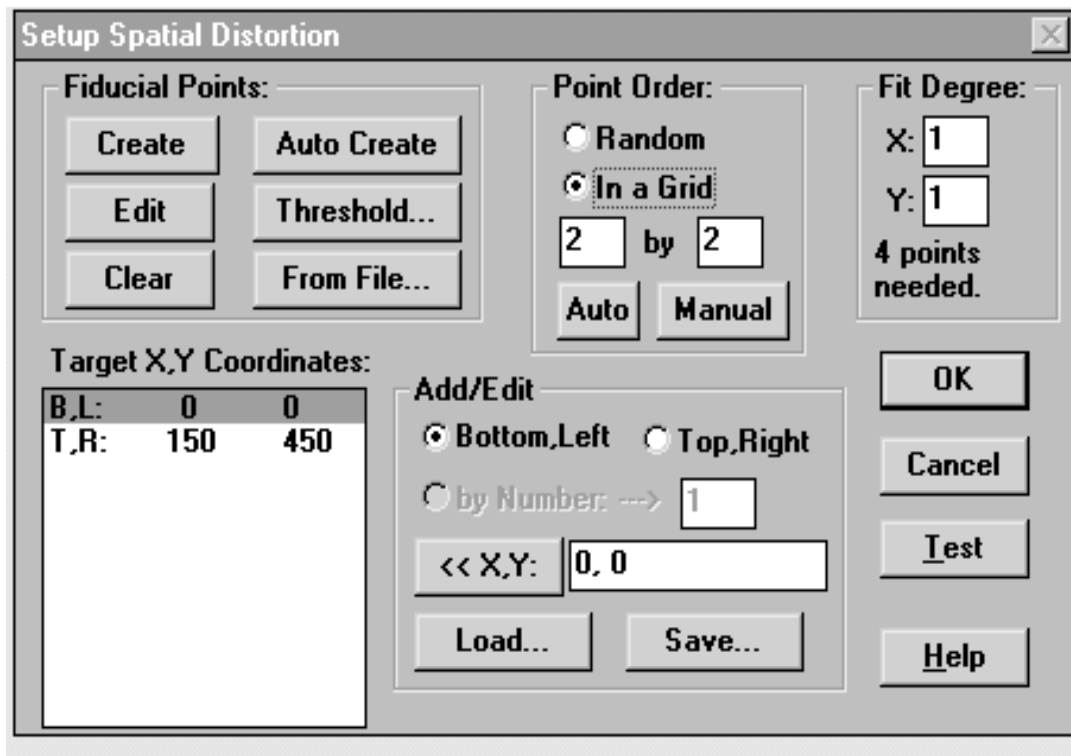 Setup Spatial Distortion
Fiducial Points:
Create Auto Create
Edit Threshold...
Clear From File...
Point Order:
Random
In a Grid
2 by 2
Auto Manual
Fit Degree:
X: 1
Y: 1
4 points
needed.
Target X,Y Coordinates:
B,L: 0 0
T,R: 150 450
Add/Edit
Bottom,Left Top,Right
by Number: ---> 1
<< X,Y: 0, 0
Load... Save...
OK
Cancel
Test
Help